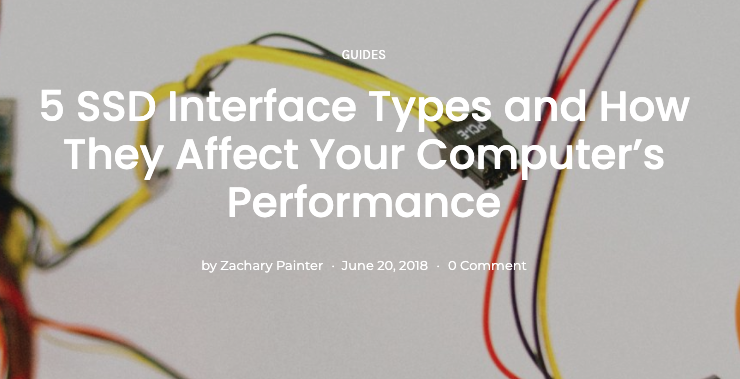 GUIDES
5 SSD Interface Types and How
They Affect Your Computer's
Performance
PCI-E
by Zachary Painter · June 20, 2018 · 0 Comment